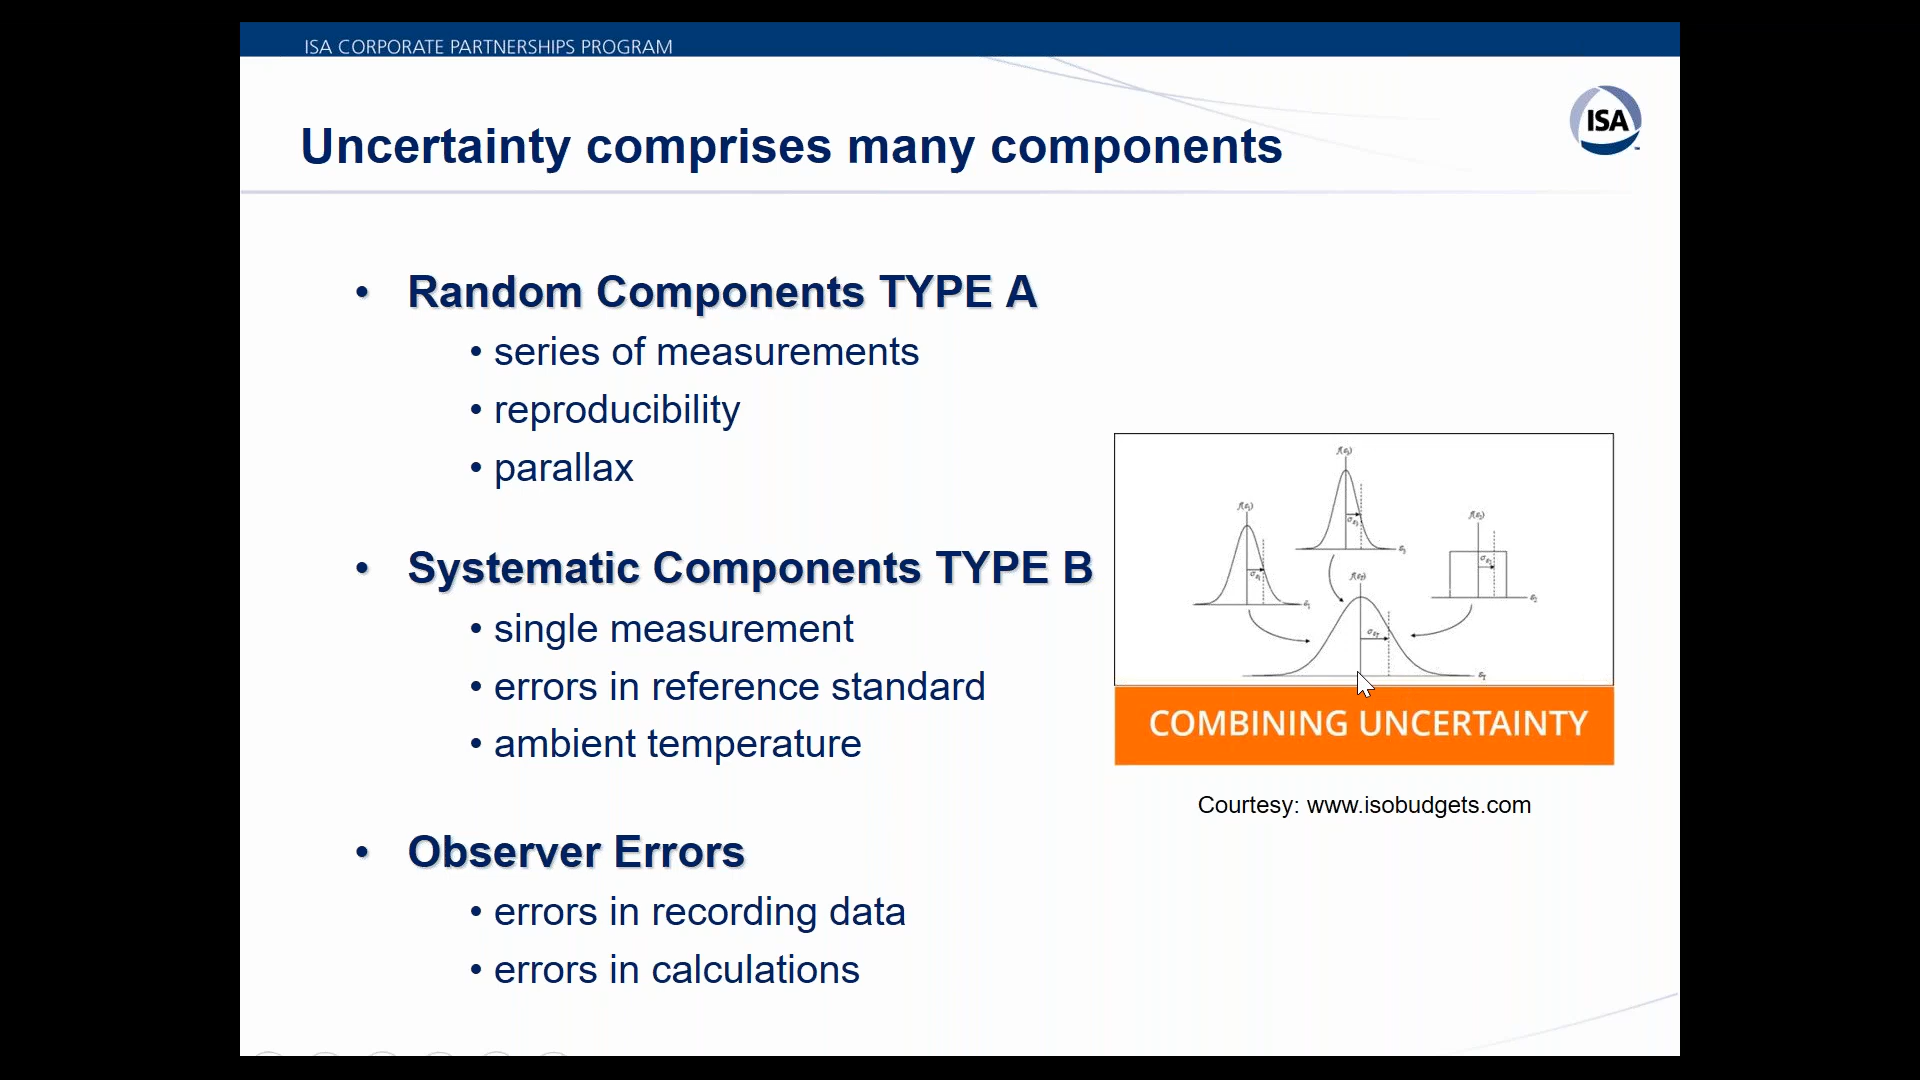 ISA CORPORATE PARTNERSHIPS PROGRAM
ISA
Uncertainty comprises many components
• Random Components TYPE A
• series of measurements
• reproducibility
• parallax
• Systematic Components TYPE B
• single measurement
• errors in reference standard
• ambient temperature
• Observer Errors
• errors in recording data
• errors in calculations
COMBINING UNCERTAINTY
Courtesy: www.isobudgets.com